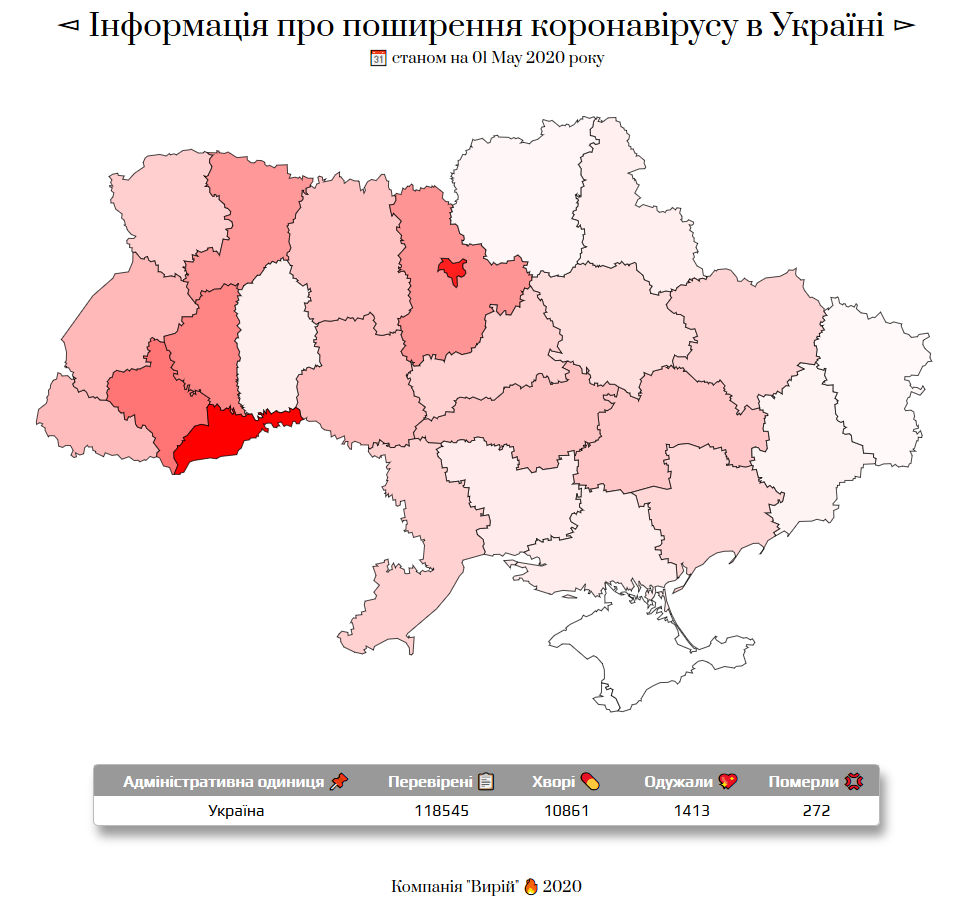 Інформація про поширення коронавірусу в Україні
станом на 01 May 2020 року
Адміністративна одиниця Перевірені Хворі Одужали Померли
Україна 118545 10861 1413 272
Компанія "Вирій" 2020